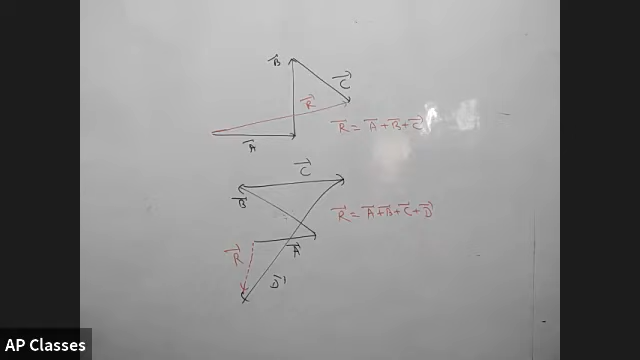 B⃗
C⃗
R⃗
A⃗
R⃗ = A⃗ + B⃗ + C⃗
C⃗
B⃗
R⃗ = A⃗ + B⃗ + C⃗ + D⃗
R⃗
A⃗
D⃗
AP Classes